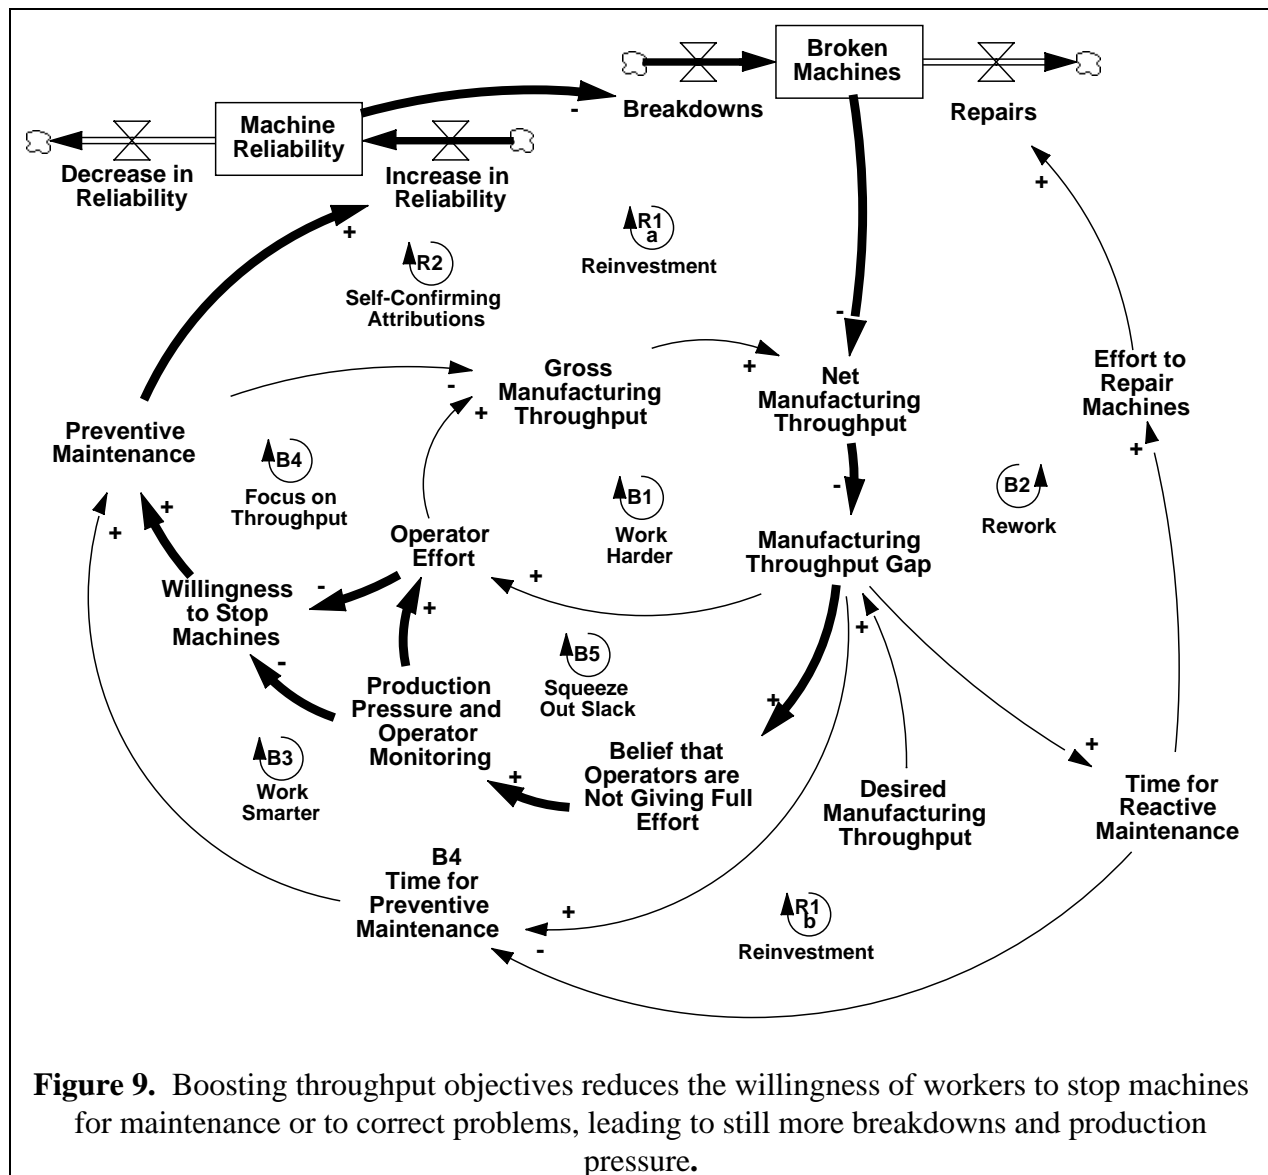 Broken
Machines
Breakdowns
Repairs
-
Machine
Reliability
Decrease in
Reliability
Increase in
Reliability
+
+
R1
a
Reinvestment
R2
Self-Confirming
Attributions
-
+
-
+
Gross
Manufacturing
Throughput
Net
Manufacturing
Throughput
Effort to
Repair
Machines
Preventive
Maintenance
+
B4
Focus on
Throughput
-
B1
Work
Harder
B2
Rework
+
+
Operator
Effort
Manufacturing
Throughput Gap
-
+
Willingness
to Stop
Machines
+
+
-
B5
Squeeze
Out Slack
Production
Pressure and
Operator
Monitoring
+
+
+
B3
Work
Smarter
Belief that
Operators are
Not Giving Full
Effort
Desired
Manufacturing
Throughput
Time for
Reactive
Maintenance
B4
Time for
Preventive
Maintenance
+
-
R1
b
Reinvestment
Figure 9. Boosting throughput objectives reduces the willingness of workers to stop machines
for maintenance or to correct problems, leading to still more breakdowns and production
pressure.